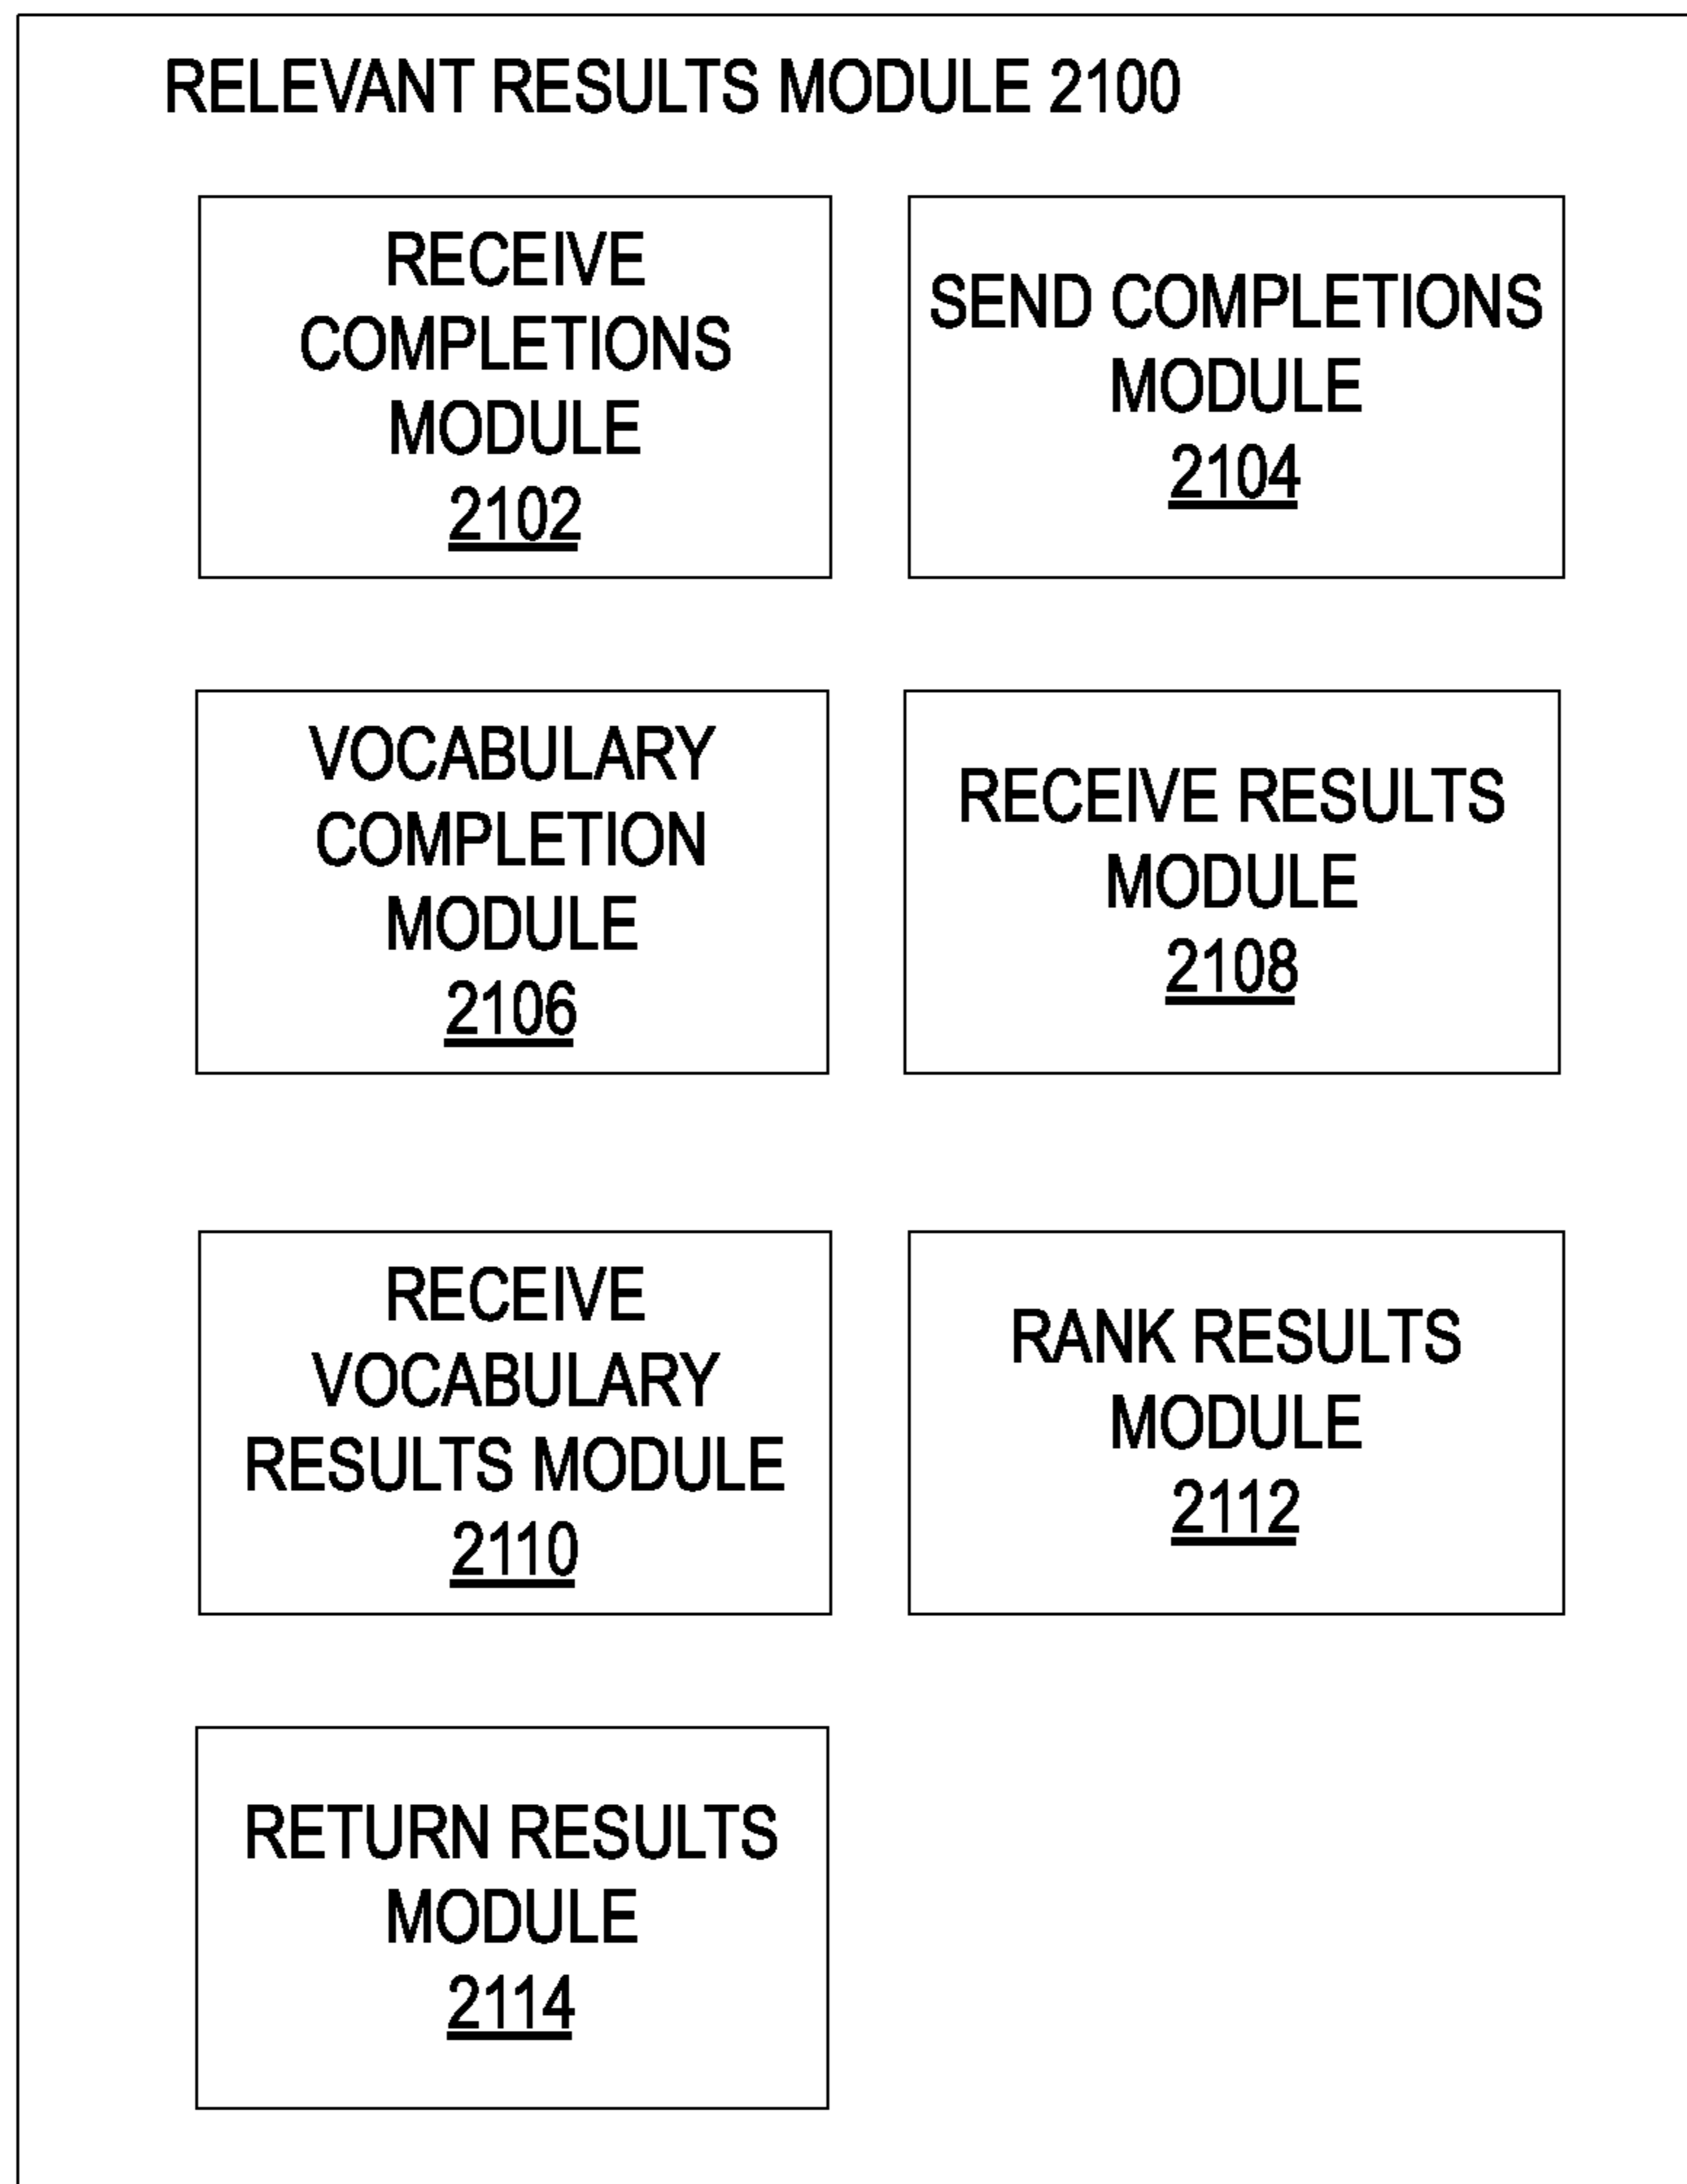 RELEVANT RESULTS MODULE 2100
RECEIVE
COMPLETIONS
MODULE
2102
SEND COMPLETIONS
MODULE
2104
VOCABULARY
COMPLETION
MODULE
2106
RECEIVE RESULTS
MODULE
2108
RECEIVE
VOCABULARY
RESULTS MODULE
2110
RANK RESULTS
MODULE
2112
RETURN RESULTS
MODULE
2114